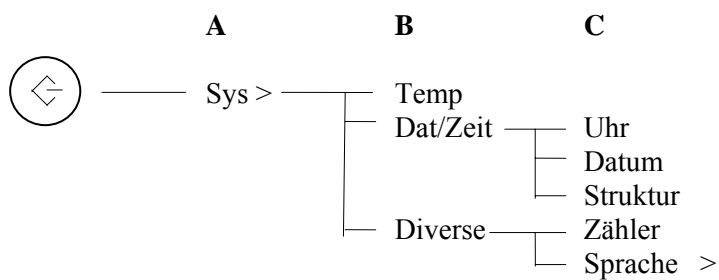 A B C
Sys > Temp
Dat/Zeit Uhr
Datum
Struktur
Diverse Zähler
Sprache >